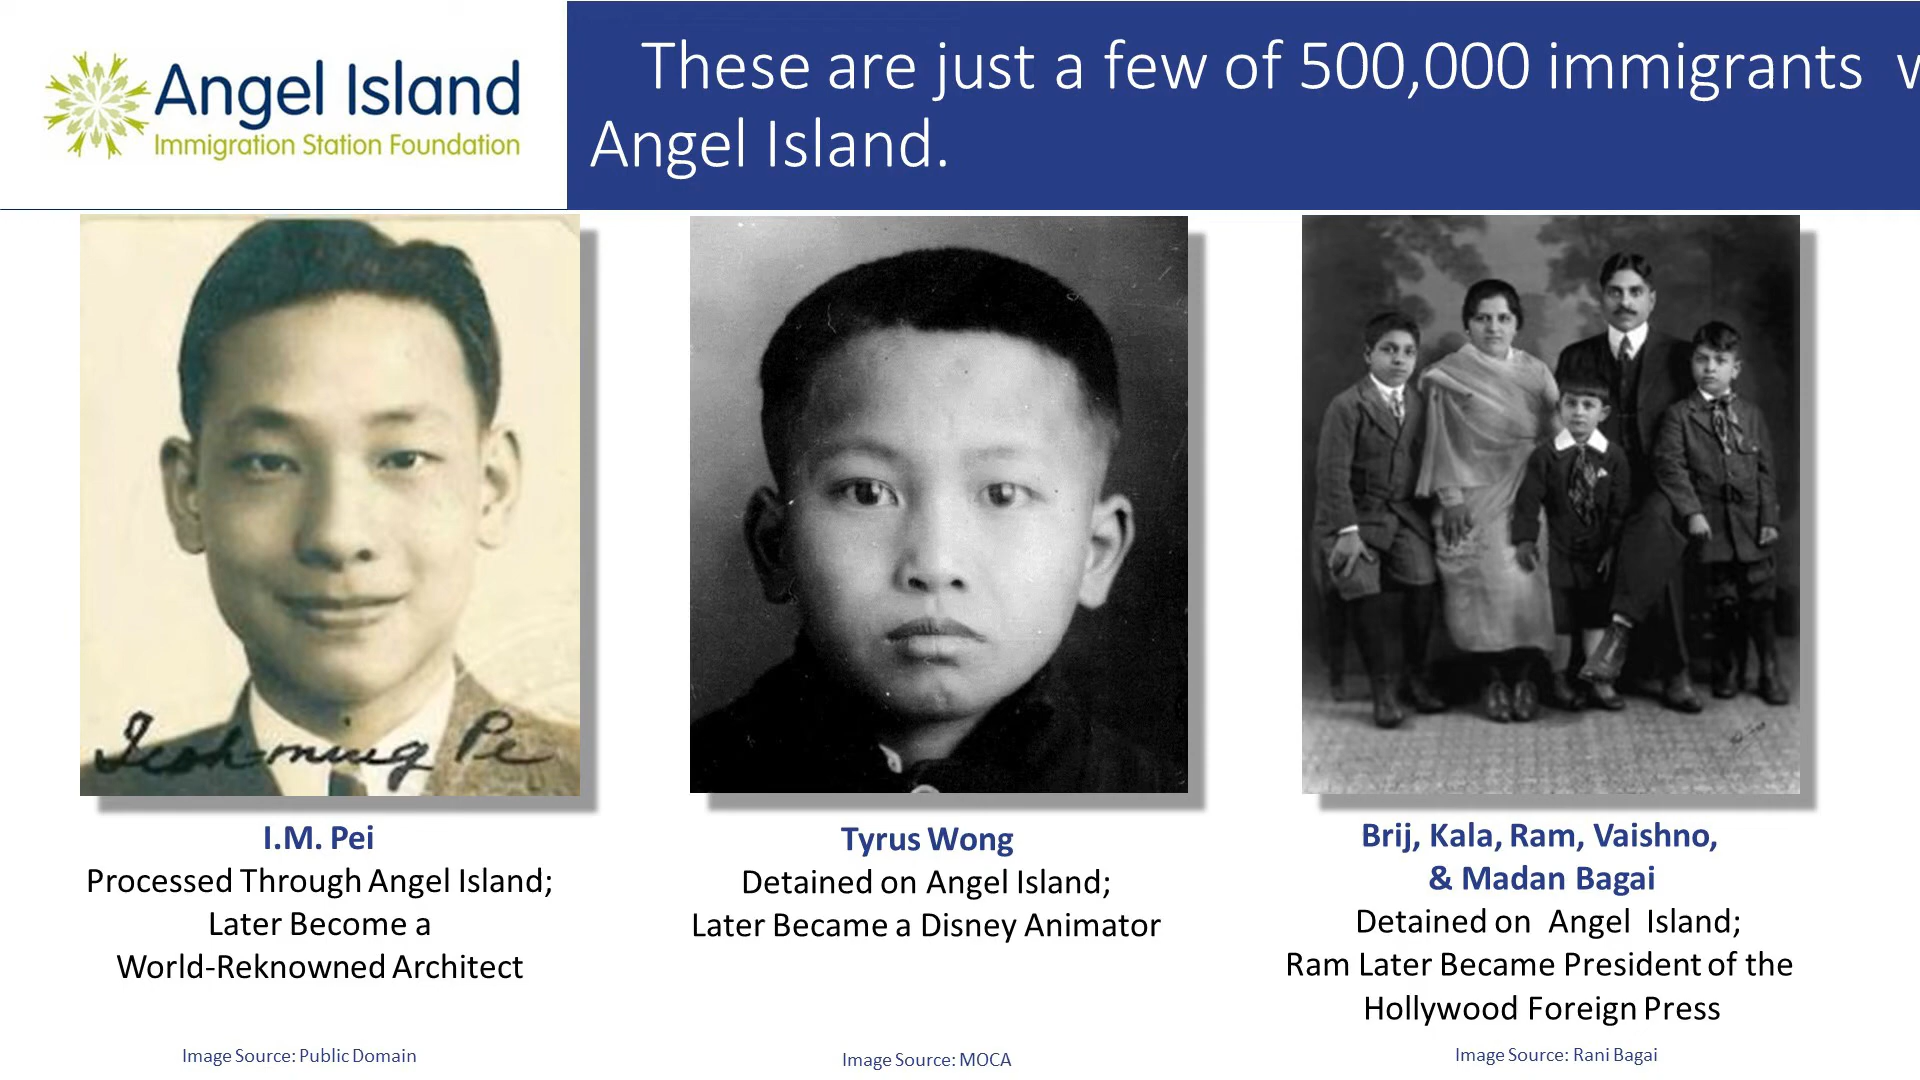 Angel Island
Immigration Station Foundation
These are just a few of 500,000 immigrants
Angel Island.
Ieoh-ming Pei
I.M. Pei
Processed Through Angel Island;
Later Become a
World-Reknowned Architect
Image Source: Public Domain
Tyrus Wong
Detained on Angel Island;
Later Became a Disney Animator
Image Source: MOCA
Brij, Kala, Ram, Vaishno,
& Madan Bagai
Detained on Angel Island;
Ram Later Became President of the
Hollywood Foreign Press
Image Source: Rani Bagai